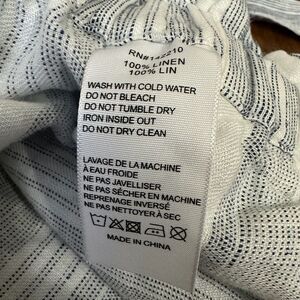 100% LINEN
100% LIN
WASH WITH COLD WATER
DO NOT BLEACH
DO NOT TUMBLE DRY
IRON INSIDE OUT
DO NOT DRY CLEAN
LAVAGE DE LA MACHINE
À EAU FROIDE
NE PAS JAVELLISER
NE PAS SÉCHER EN MACHINE
REPRENAGE INVERSÉ
NE PAS NETTOYER À SEC
MADE IN CHINA